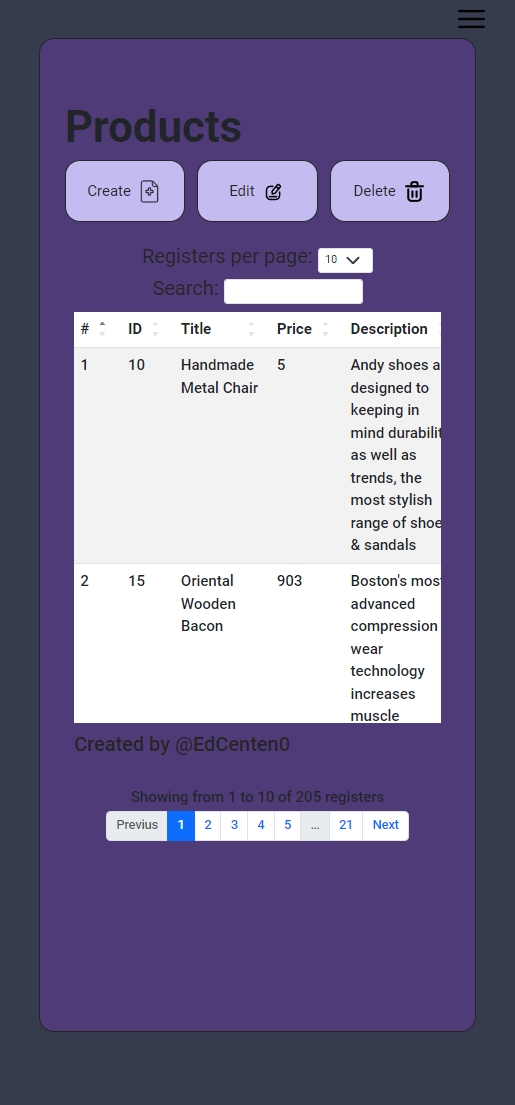 Products
Create
Edit
Delete
Registers per page: 10
Search:
# ID Title Price Description
1 10 Handmade Metal Chair 5 Andy shoes a
designed to
keeping in
mind durabilit
as well as
trends, the
most stylish
range of shoe
& sandals
2 15 Oriental Wooden Bacon 903 Boston's most
advanced
compression
wear
technology
increases
muscle
Created by @EdCenten0
Showing from 1 to 10 of 205 registers
Previus 1 2 3 4 5 ... 21 Next